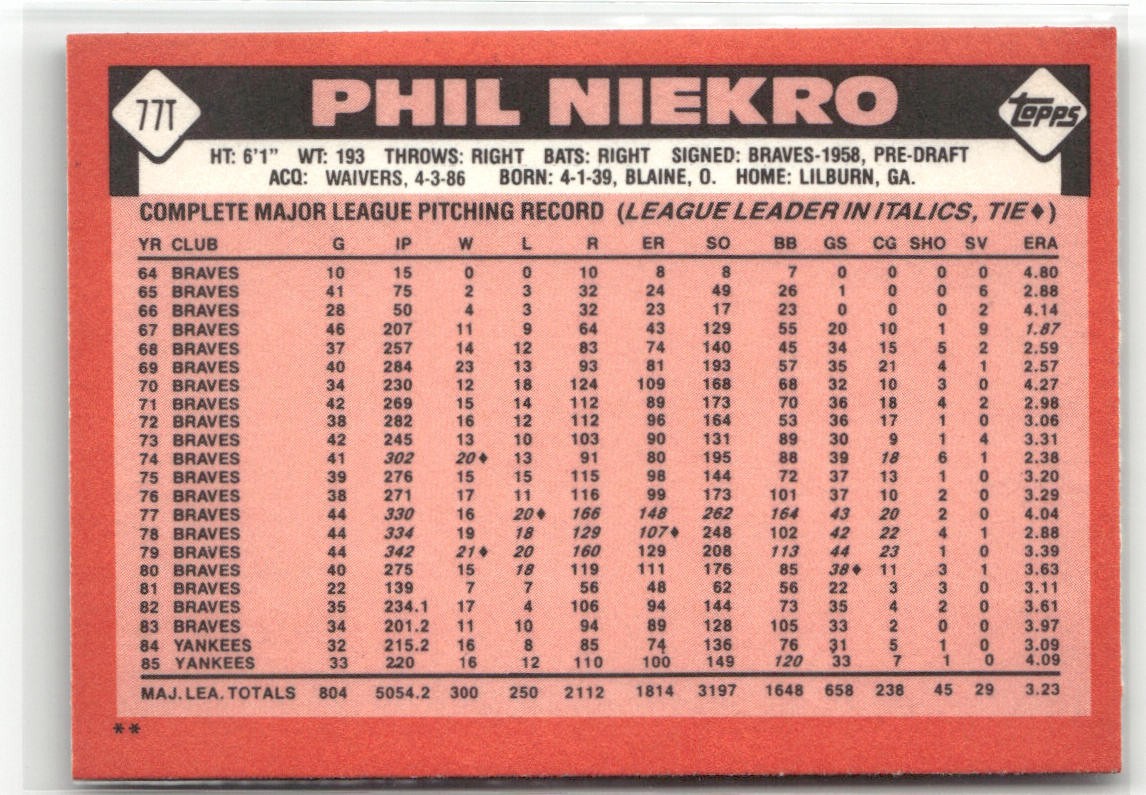 77T PHIL NIEKRO TOPPS
HT: 6'1" WT: 193 THROWS: RIGHT BATS: RIGHT SIGNED: BRAVES-1958, PRE-DRAFT
ACQ: WAIVERS, 4-3-86 BORN: 4-1-39, BLAINE, O. HOME: LILBURN, GA.
COMPLETE MAJOR LEAGUE PITCHING RECORD (LEAGUE LEADER IN ITALICS, TIE♦)
YR CLUB G IP W L R ER SO BB GS CG SHO SV ERA
64 BRAVES 10 15 0 0 10 8 8 7 0 0 0 0 4.80
65 BRAVES 41 75 2 3 32 24 49 26 1 0 0 6 2.88
66 BRAVES 28 50 4 3 32 23 17 23 0 0 0 2 4.14
67 BRAVES 46 207 11 9 64 43 129 55 20 10 1 9 1.87
68 BRAVES 37 257 14 12 83 74 140 45 34 15 5 2 2.59
69 BRAVES 40 284 23 13 93 81 193 57 35 21 4 1 2.57
70 BRAVES 34 230 12 18 124 109 168 68 32 10 3 0 4.27
71 BRAVES 42 269 15 14 112 89 173 70 36 18 4 2 2.98
72 BRAVES 38 282 16 12 112 96 164 53 36 17 1 0 3.06
73 BRAVES 42 245 13 10 103 90 131 89 30 9 1 4 3.31
74 BRAVES 41 302 20♦ 13 91 80 195 88 39 18 6 1 2.38
75 BRAVES 39 276 15 15 115 98 144 72 37 13 1 0 3.20
76 BRAVES 38 271 17 11 116 99 173 101 37 10 2 0 3.29
77 BRAVES 44 330 16 20♦ 166 148 262 164 43 20 2 0 4.04
78 BRAVES 44 334 19 18 129 107♦ 248 102 42 22 4 1 2.88
79 BRAVES 44 342 21♦ 20 160 129 208 113 44 23 1 0 3.39
80 BRAVES 40 275 15 18 119 111 176 85 38♦ 11 3 1 3.63
81 BRAVES 22 139 7 7 56 48 62 56 22 3 3 0 3.11
82 BRAVES 35 234.1 17 4 106 94 144 73 35 4 2 0 3.61
83 BRAVES 34 201.2 11 10 94 89 128 105 33 2 0 0 3.97
84 YANKEES 32 215.2 16 8 85 74 136 76 31 5 1 0 3.09
85 YANKEES 33 220 16 12 110 100 149 120 33 7 1 0 4.09
MAJ. LEA. TOTALS 804 5054.2 300 250 2112 1814 3197 1648 658 238 45 29 3.23
**